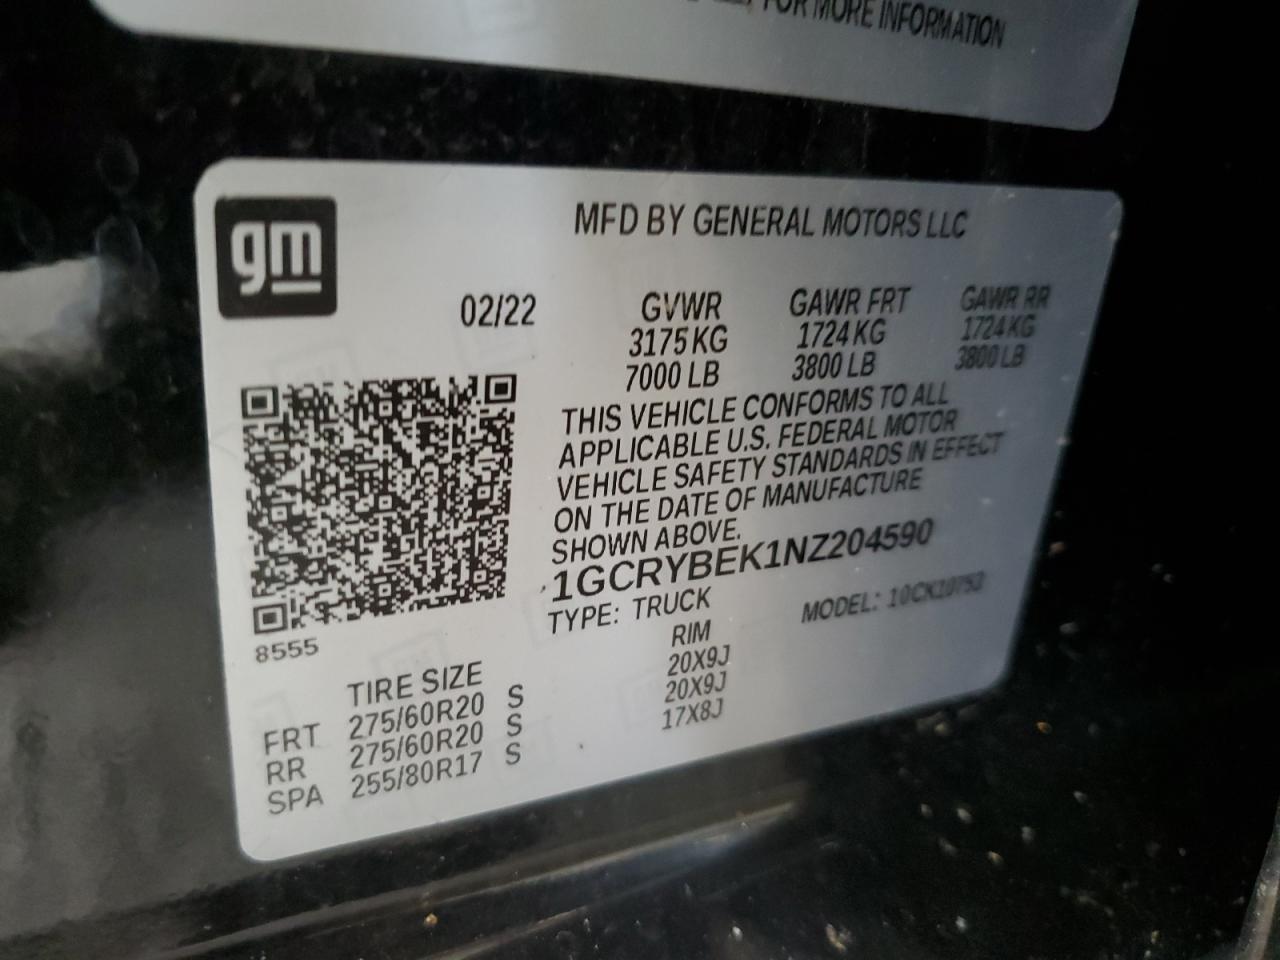 FOR MORE INFORMATION
gm
MFD BY GENERAL MOTORS LLC
02/22 GVWR GAWR FRT GAWR RR
3175 KG 1724 KG 1724 KG
7000 LB 3800 LB 3800 LB
THIS VEHICLE CONFORMS TO ALL
APPLICABLE U.S. FEDERAL MOTOR
VEHICLE SAFETY STANDARDS IN EFFECT
ON THE DATE OF MANUFACTURE
SHOWN ABOVE.
1GCRYBEK1NZ204590
TYPE: TRUCK MODEL: 10CK10753
8555
TIRE SIZE RIM
FRT 275/60R20 S 20X9J
RR 275/60R20 S 20X9J
SPA 255/80R17 S 17X8J